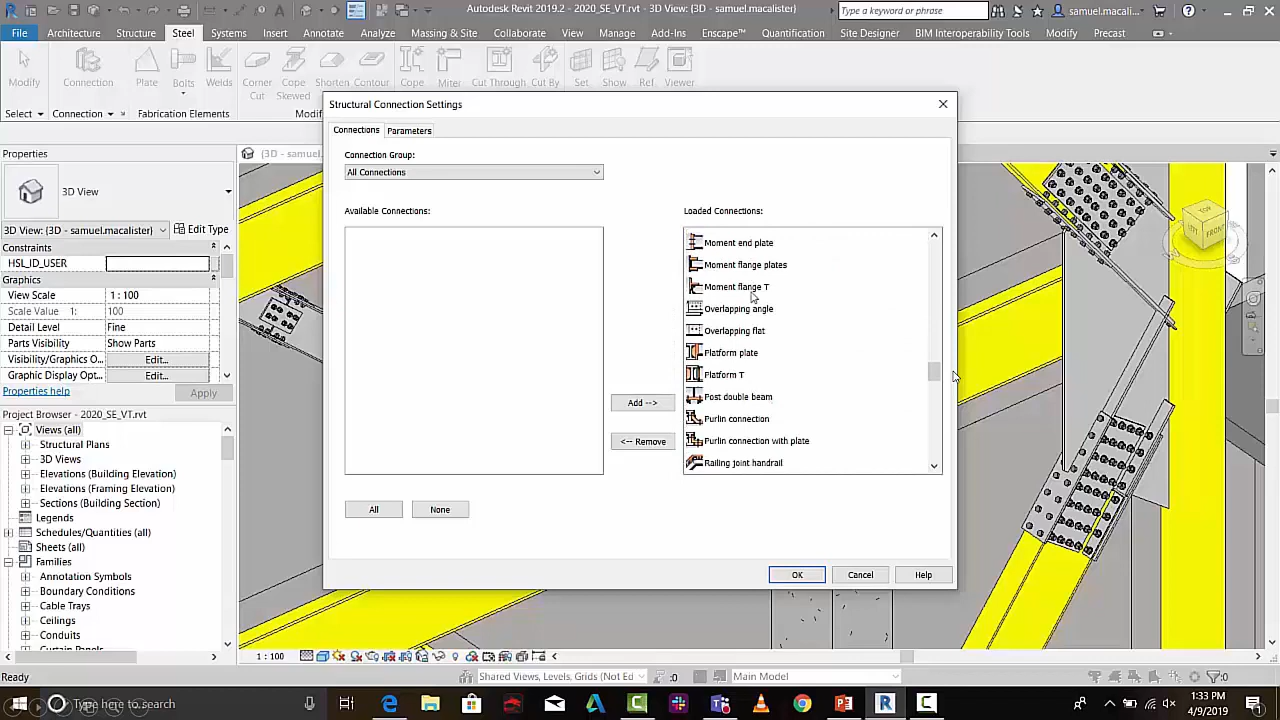 Autodesk Revit 2019.2 - 2020_SE_VT.rvt - 3D View: {3D - samuel.macalister}
Type a keyword or phrase
samuel.macali...
File Architecture Structure Steel Systems Insert Annotate Analyze Massing & Site Collaborate View Manage Add-Ins Enscape™ Quantification Site Designer BIM Interoperability Tools Modify Precast
Modify Connection Plate Bolts Welds Corner Cut Cope Skewed Shorten Contour Cope Miter Cut Through Cut By Set Show Ref Viewer
Select Connection Fabrication Elements Modif
Structural Connection Settings
Connections Parameters
Connection Group:
All Connections
Available Connections:
Loaded Connections:
Moment end plate
Moment flange plates
Moment flange T
Overlapping angle
Overlapping flat
Platform plate
Platform T
Post double beam
Purlin connection
Purlin connection with plate
Railing joint handrail
Add -->
<-- Remove
All None
OK Cancel Help
Properties
{3D - samuel.
3D View
3D View: {3D - samuel.macalister} Edit Type
Constraints
HSL_ID_USER
Graphics
View Scale 1 : 100
Scale Value 1: 100
Detail Level Fine
Parts Visibility Show Parts
Visibility/Graphics O... Edit...
Graphic Display Opt... Edit...
Properties help Apply
Project Browser - 2020_SE_VT.rvt
Views (all)
Structural Plans
3D Views
Elevations (Building Elevation)
Elevations (Framing Elevation)
Sections (Building Section)
Legends
Schedules/Quantities (all)
Sheets (all)
Families
Annotation Symbols
Boundary Conditions
Cable Trays
Ceilings
Conduits
Curtain Panels
TOP
FRONT
1 : 100
Ready
Shared Views, Levels, Grids (Not Ed
:0
Main Model
:0
Type here to search
1:33 PM
4/9/2019